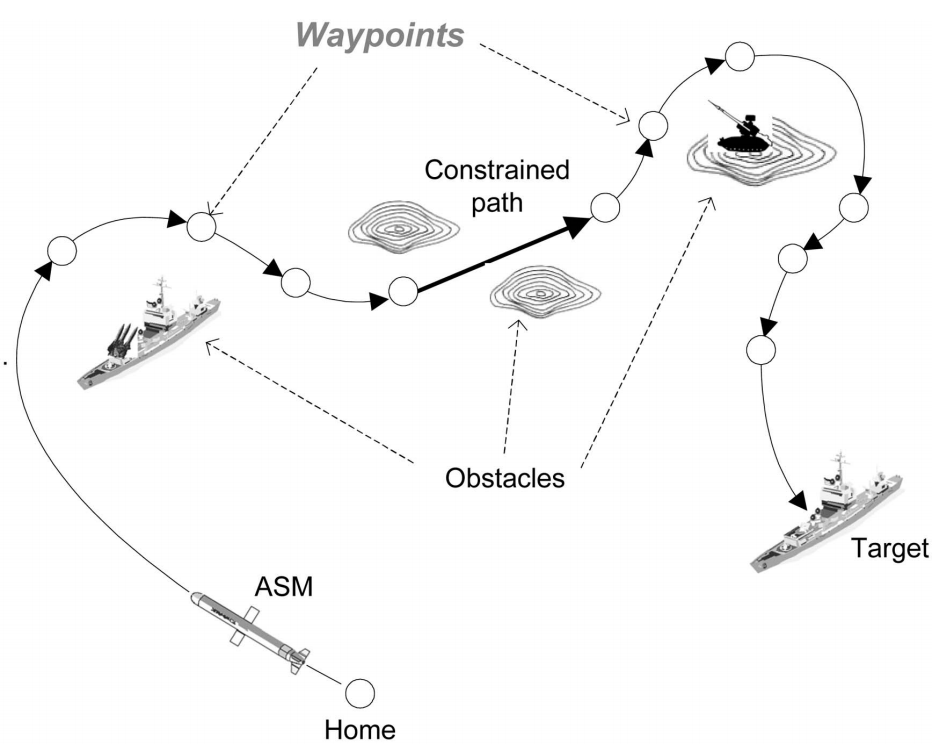 Waypoints
Constrained
path
Obstacles
ASM
Target
Home